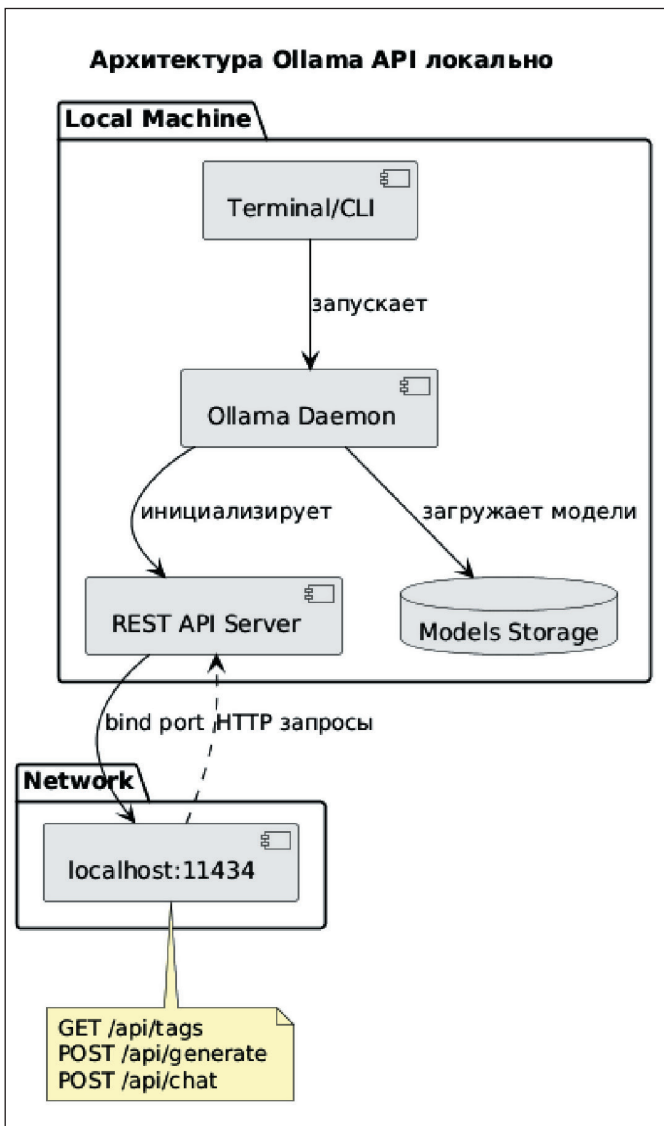 Архитектура Ollama API локально
Local Machine
Terminal/CLI
запускает
Ollama Daemon
инициализирует
загружает модели
REST API Server
Models Storage
bind port
HTTP запросы
Network
localhost:11434
GET /api/tags
POST /api/generate
POST /api/chat